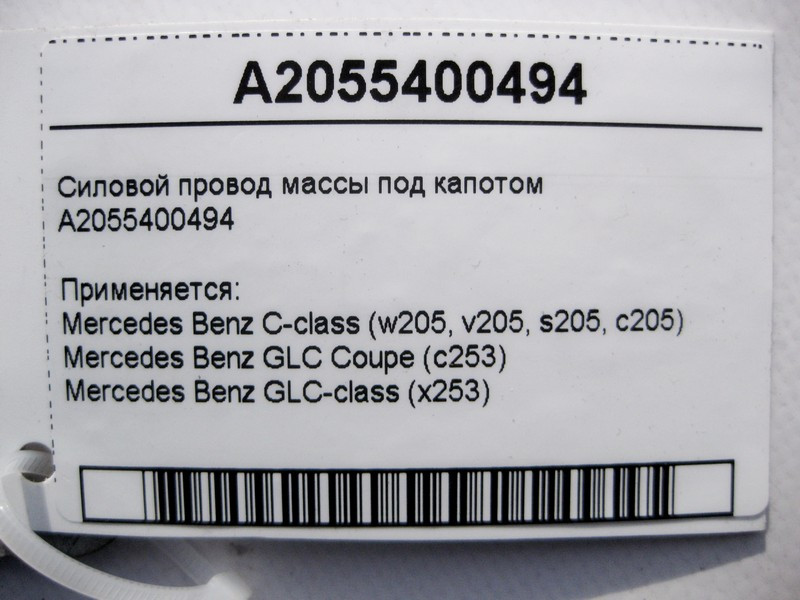 A2055400494
Силовой провод массы под капотом
A2055400494
Применяется:
Mercedes Benz C-class (w205, v205, s205, c205)
Mercedes Benz GLC Coupe (c253)
Mercedes Benz GLC-class (x253)